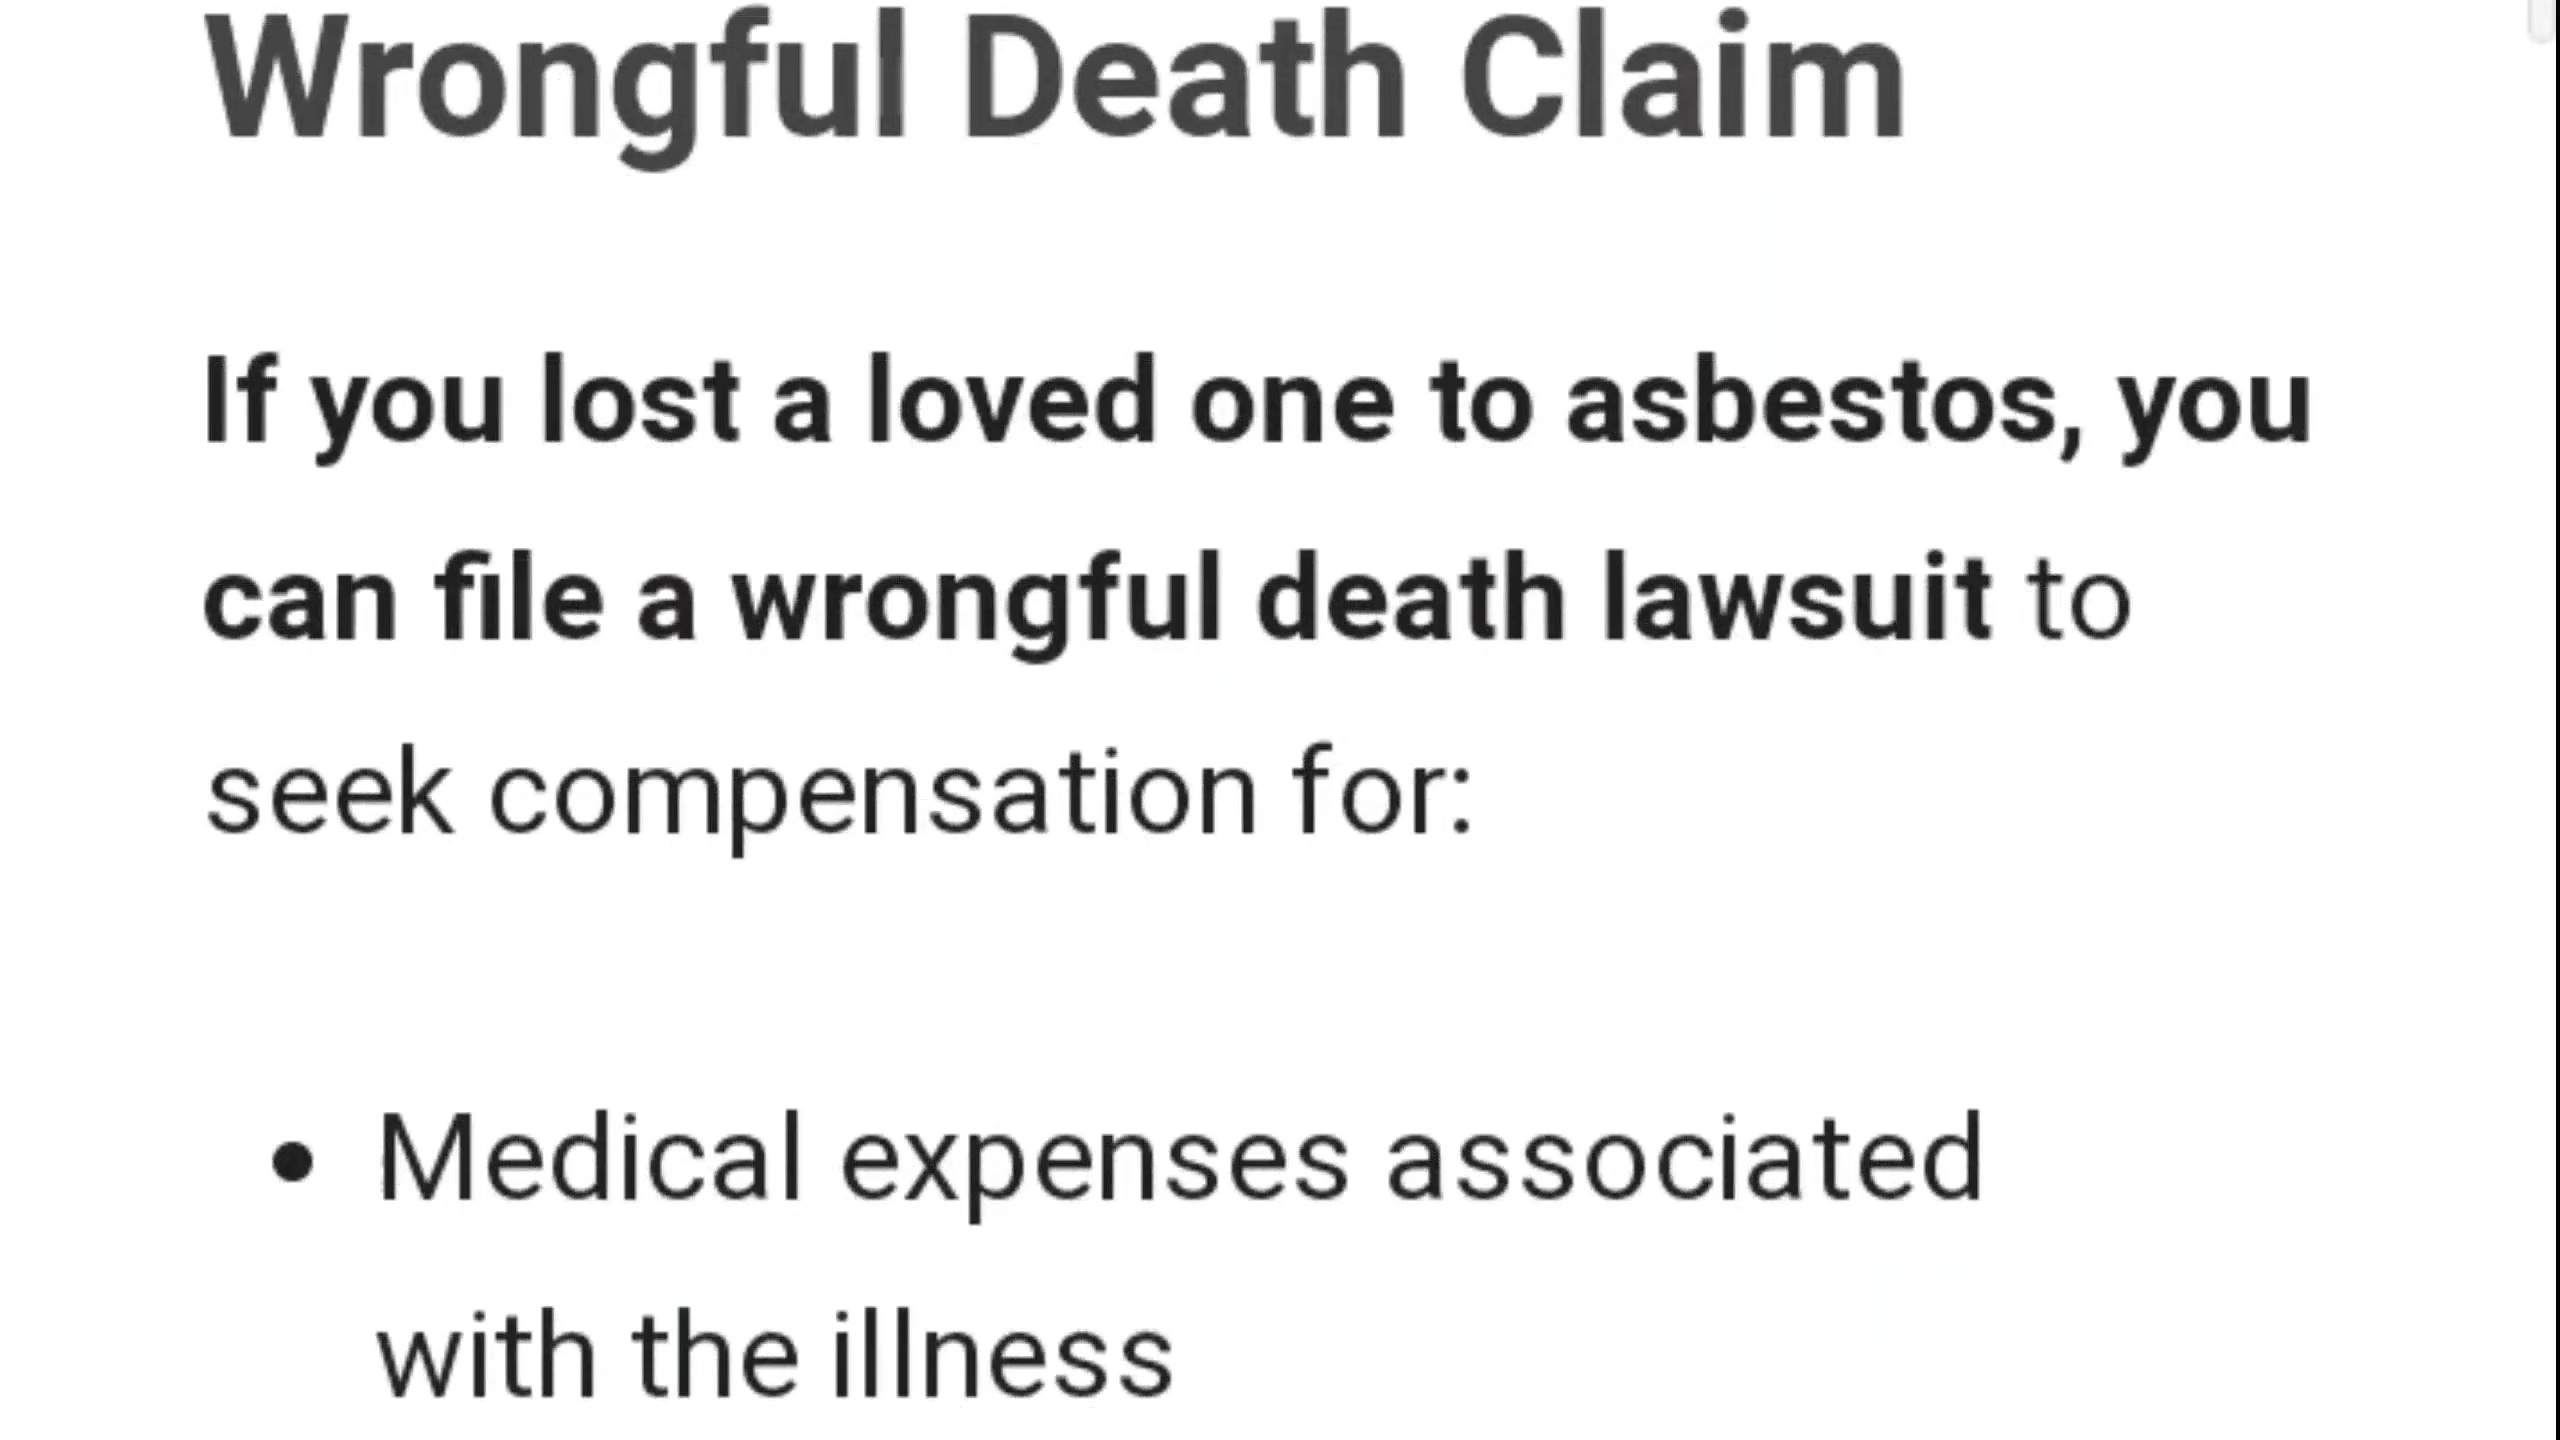 Wrongful Death Claim
If you lost a loved one to asbestos, you
can file a wrongful death lawsuit to
seek compensation for:
• Medical expenses associated
with the illness